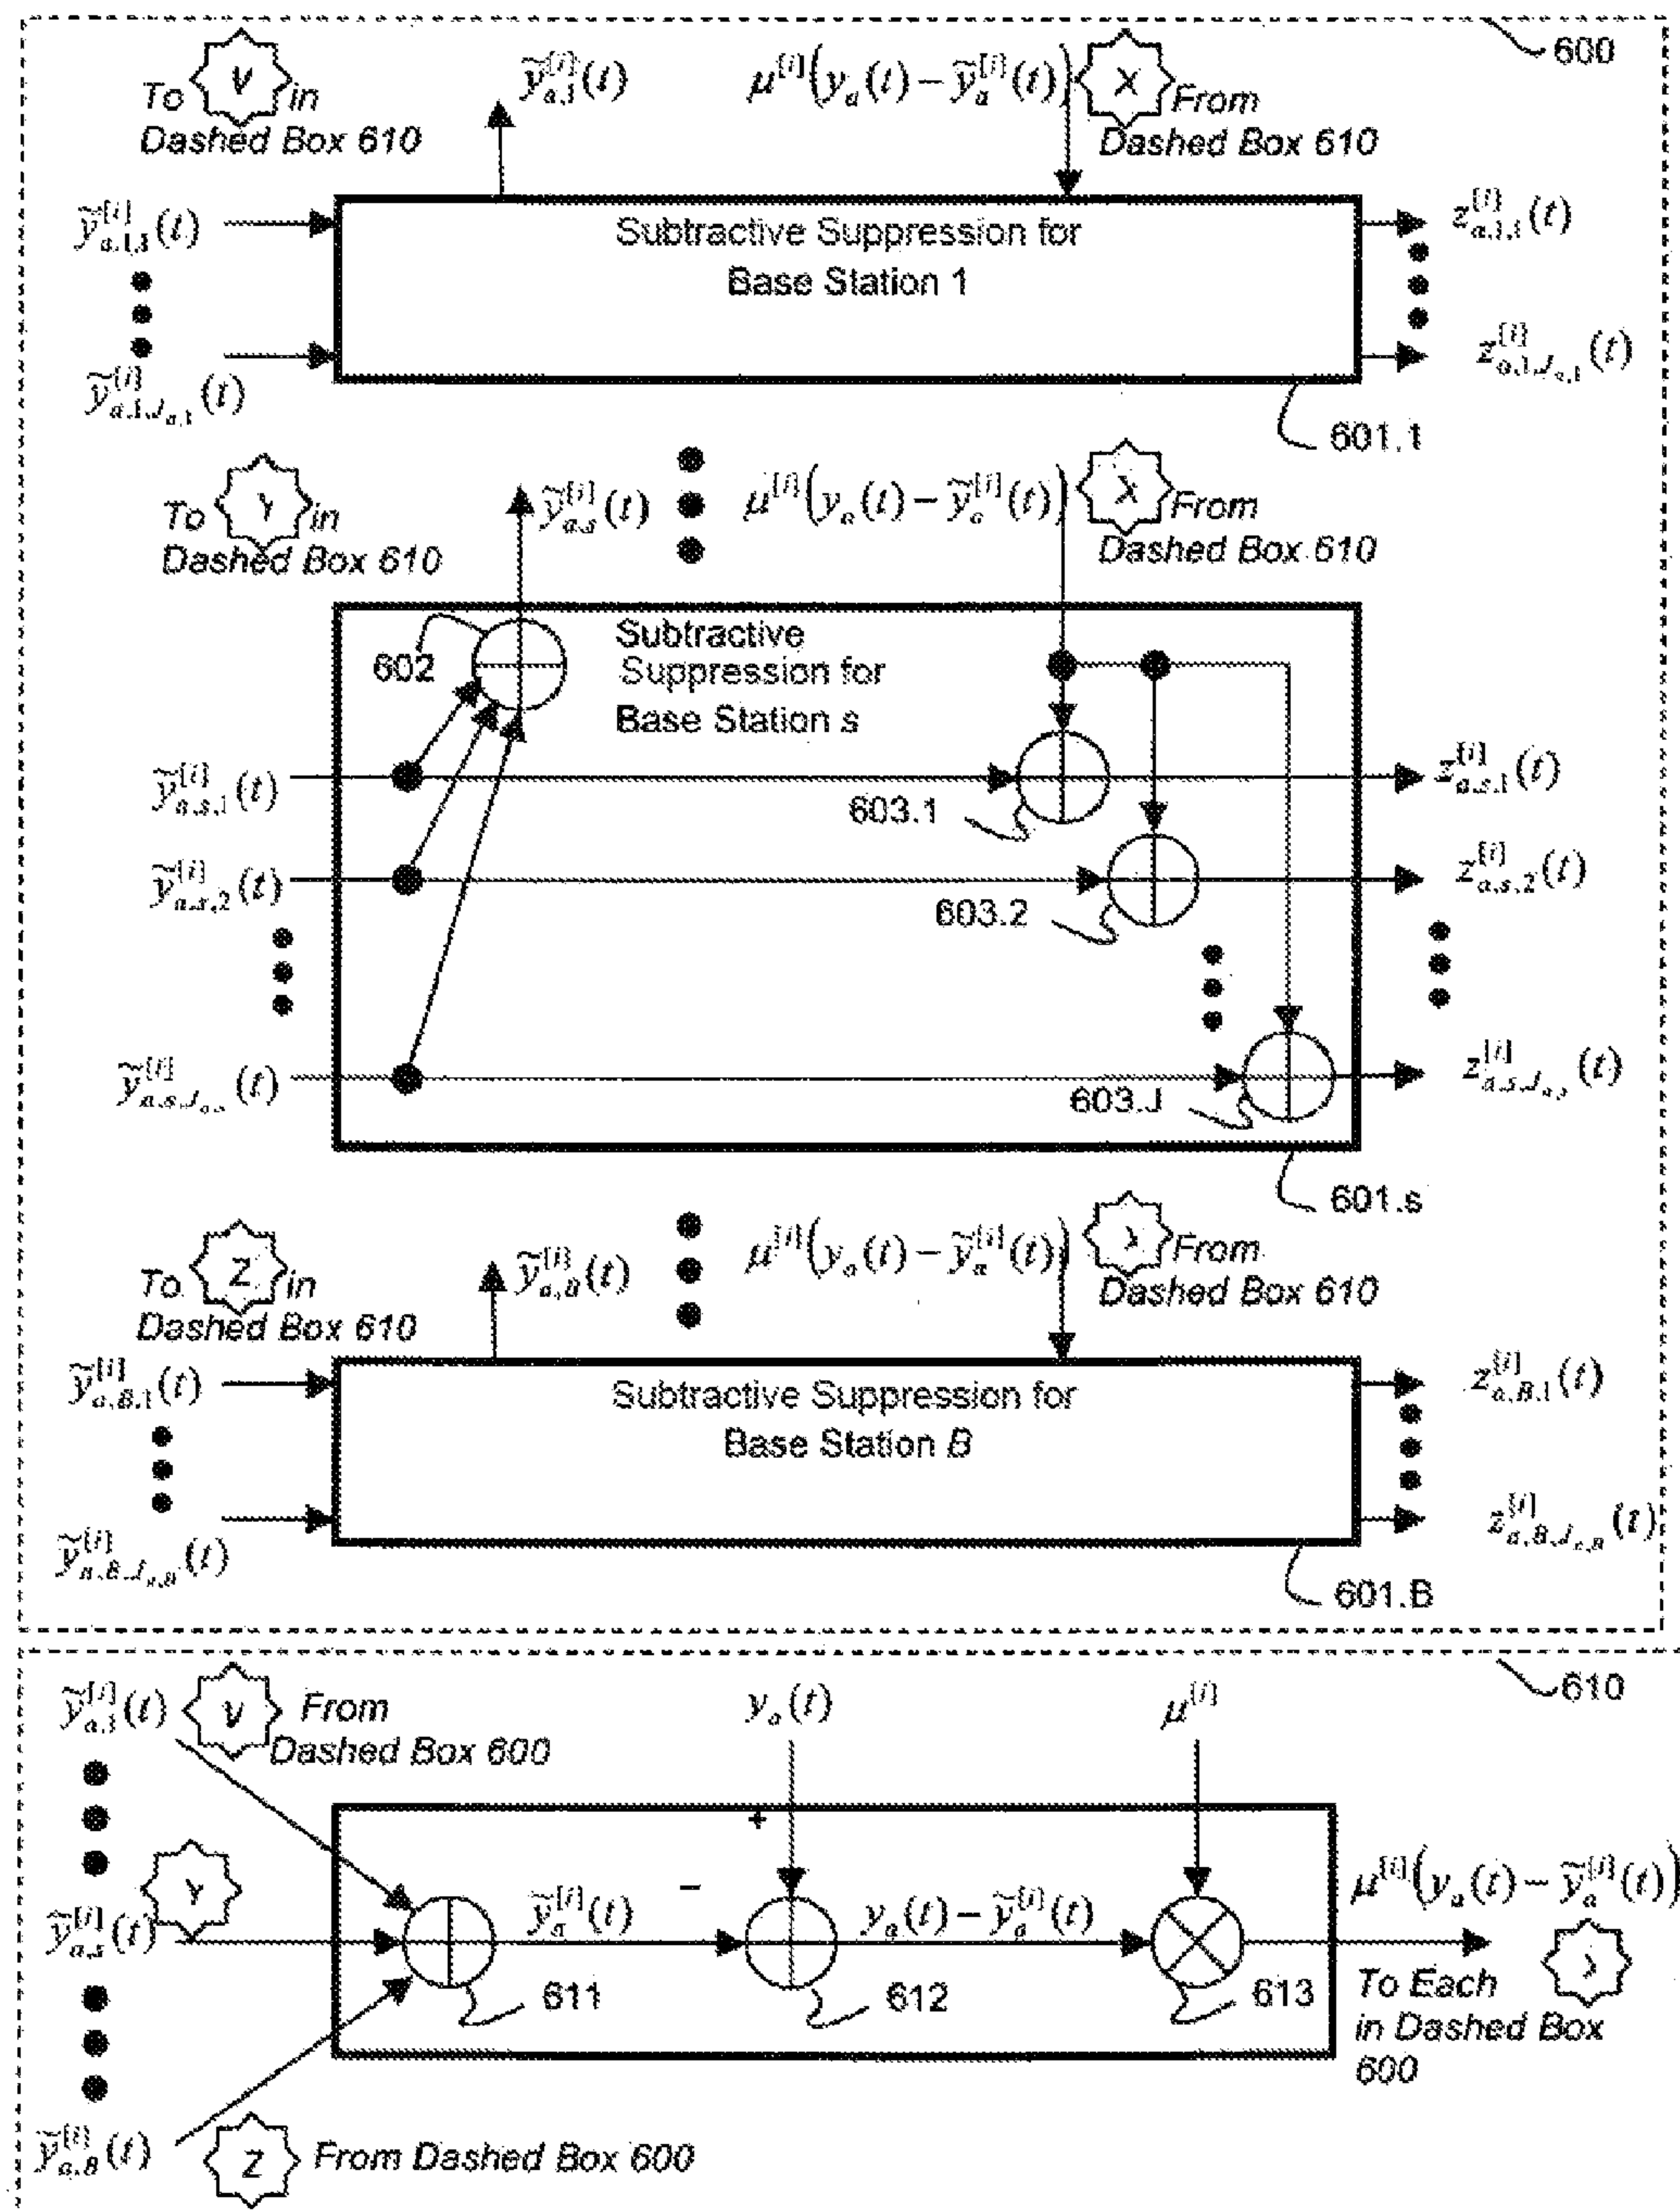 600
To V in
Dashed Box 610
ỹ_{a,1}^{[i]}(t)
μ^{[i]}(y_a(t) − ỹ_a^{[i]}(t))
X From
Dashed Box 610
ỹ_{a,1,1}^{[i]}(t)
ỹ_{a,1,J_{a,1}}^{[i]}(t)
Subtractive Suppression for
Base Station 1
z_{a,1,1}^{[i]}(t)
z_{a,1,J_{a,1}}^{[i]}(t)
601.1
To Y in
Dashed Box 610
ỹ_{a,s}^{[i]}(t)
μ^{[i]}(y_a(t) − ỹ_a^{[i]}(t))
X From
Dashed Box 610
602
Subtractive
Suppression for
Base Station s
ỹ_{a,s,1}^{[i]}(t)
603.1
z_{a,s,1}^{[i]}(t)
ỹ_{a,s,2}^{[i]}(t)
603.2
z_{a,s,2}^{[i]}(t)
ỹ_{a,s,J_{a,s}}^{[i]}(t)
603.J
z_{a,s,J_{a,s}}^{[i]}(t)
601.s
To Z in
Dashed Box 610
ỹ_{a,B}^{[i]}(t)
μ^{[i]}(y_a(t) − ỹ_a^{[i]}(t))
From
Dashed Box 610
ỹ_{a,B,1}^{[i]}(t)
ỹ_{a,B,J_{a,B}}^{[i]}(t)
Subtractive Suppression for
Base Station B
z_{a,B,1}^{[i]}(t)
z_{a,B,J_{a,B}}^{[i]}(t)
601.B
610
ỹ_{a,1}^{[i]}(t)
V From
Dashed Box 600
y_a(t)
μ^{[i]}
+
Y
ỹ_{a,s}^{[i]}(t)
ỹ_a^{[i]}(t)
−
y_a(t) − ỹ_a^{[i]}(t)
μ^{[i]}(y_a(t) − ỹ_a^{[i]}(t))
611
612
613
To Each
in Dashed Box
600
ỹ_{a,B}^{[i]}(t)
Z From Dashed Box 600